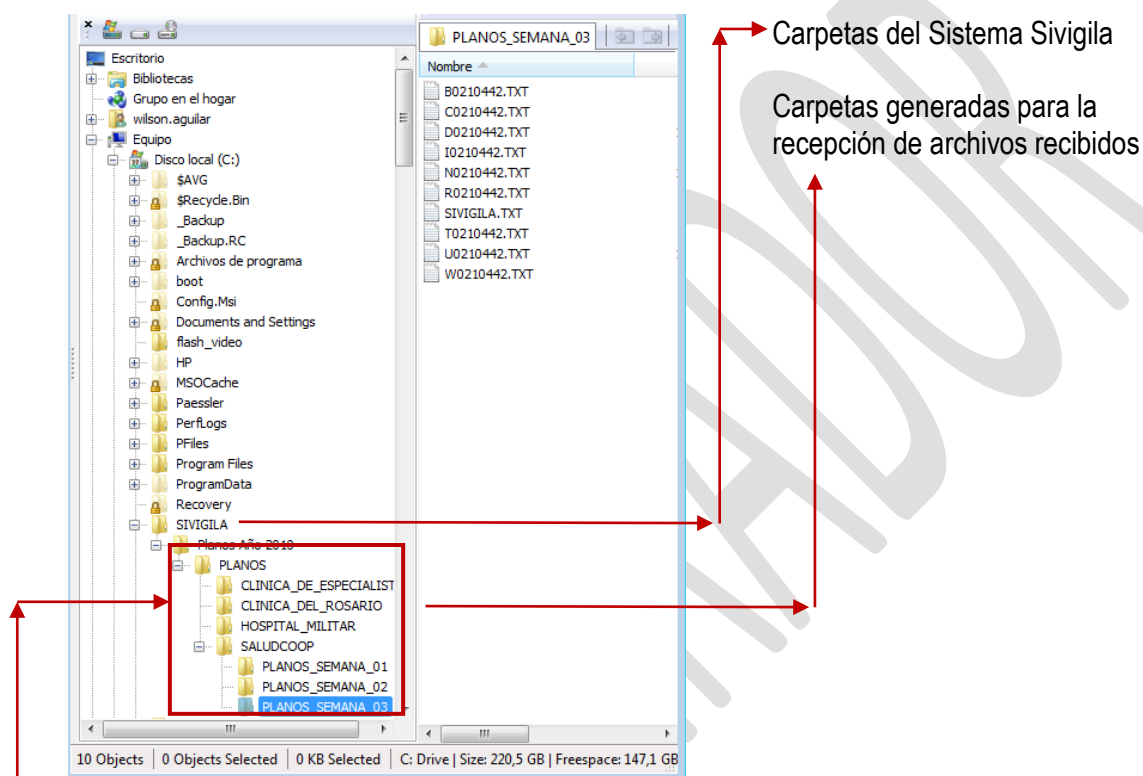 Escritorio
Bibliotecas
Grupo en el hogar
wilson.aguilar
Equipo
Disco local (C:)
$AVG
$Recycle.Bin
_Backup
_Backup.RC
Archivos de programa
boot
Config.Msi
Documents and Settings
flash_video
HP
MSOCache
Paessler
PerfLogs
PFiles
Program Files
ProgramData
Recovery
SIVIGILA
Planos Año 2010
PLANOS
CLINICA_DE_ESPECIALIST
CLINICA_DEL_ROSARIO
HOSPITAL_MILITAR
SALUDCOOP
PLANOS_SEMANA_01
PLANOS_SEMANA_02
PLANOS_SEMANA_03
PLANOS_SEMANA_03
Nombre
B0210442.TXT
C0210442.TXT
D0210442.TXT
I0210442.TXT
N0210442.TXT
R0210442.TXT
SIVIGILA.TXT
T0210442.TXT
U0210442.TXT
W0210442.TXT
10 Objects 0 Objects Selected 0 KB Selected C: Drive | Size: 220,5 GB | Freespace: 147,1 GB
Carpetas del Sistema Sivigila
Carpetas generadas para la
recepción de archivos recibidos